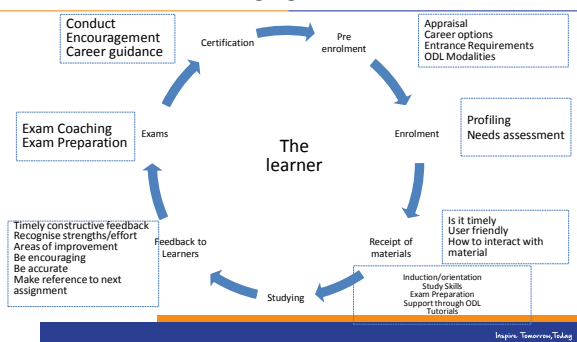 Conduct
Encouragement
Career guidance
Certification
Pre
enrolment
Appraisal
Career options
Entrance Requirements
ODL Modalities
Exam Coaching
Exam Preparation
Exams
The
learner
Enrolment
Profiling
Needs assessment
Timely constructive feedback
Recognise strengths/effort
Areas of improvement
Be encouraging
Be accurate
Make reference to next
assignment
Feedback to
Learners
Receipt of
materials
Is it timely
User friendly
How to interact with
material
Studying
Induction/orientation
Study Skills
Exam Preparation
Support through ODL
Tutorials
Inspire Tomorrow,Today